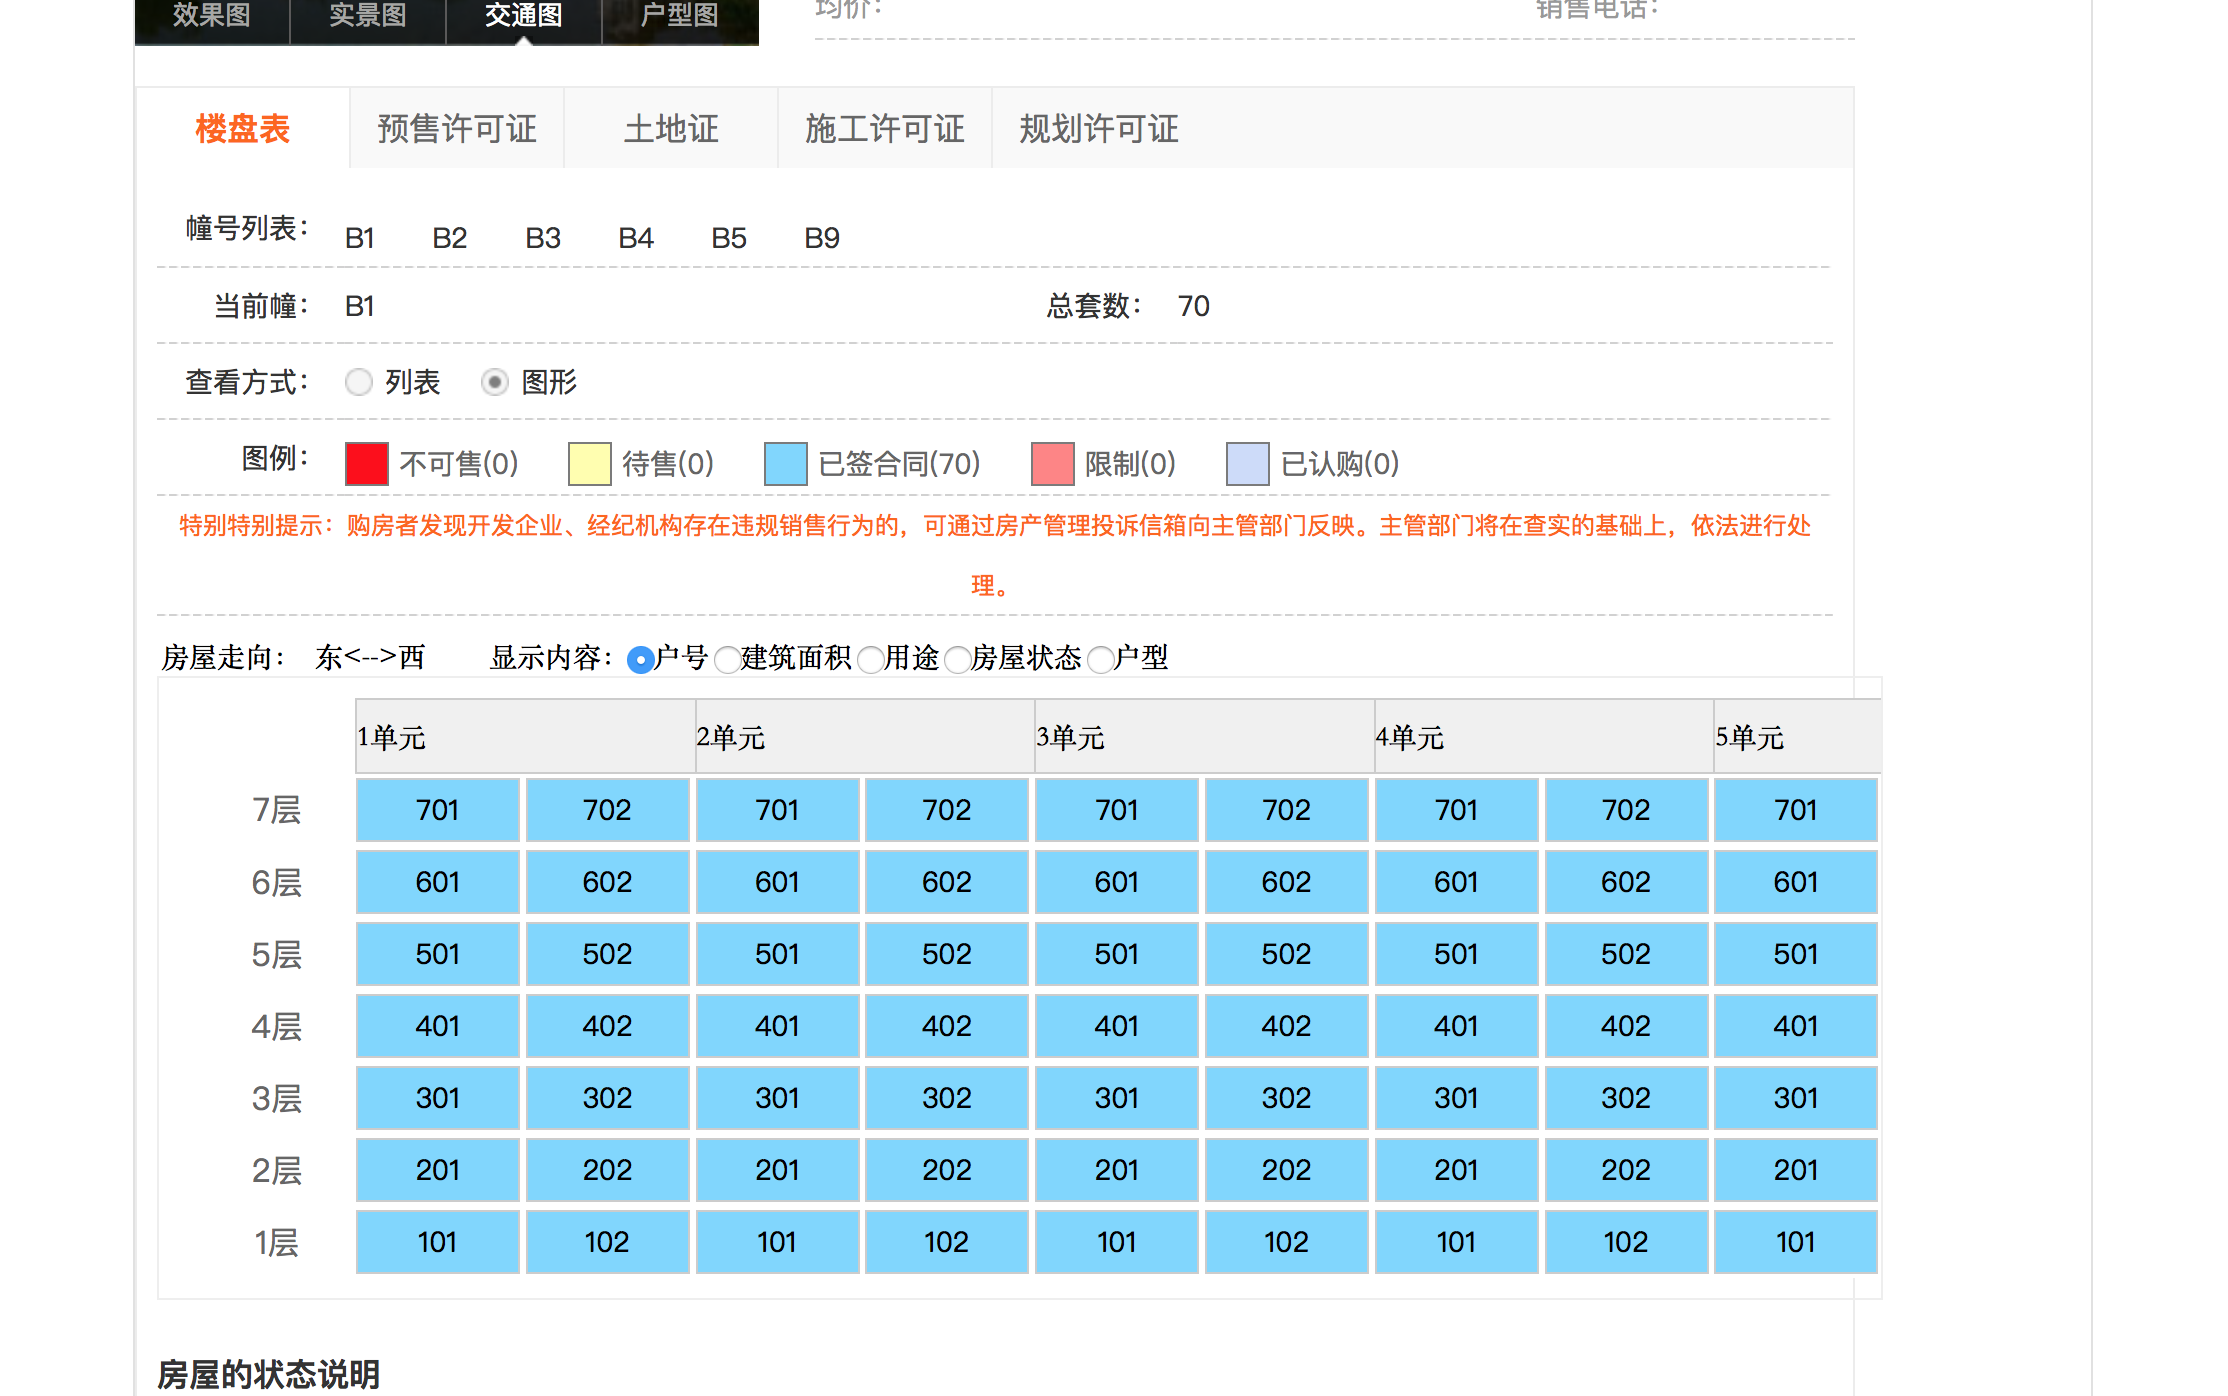 效果图 实景图 交通图 户型图 均价： 销售电话：
楼盘表 预售许可证 土地证 施工许可证 规划许可证
幢号列表： B1 B2 B3 B4 B5 B9
当前幢： B1 总套数： 70
查看方式： 列表 图形
图例： 不可售(0) 待售(0) 已签合同(70) 限制(0) 已认购(0)
特别特别提示：购房者发现开发企业、经纪机构存在违规销售行为的，可通过房产管理投诉信箱向主管部门反映。主管部门将在查实的基础上，依法进行处
理。
房屋走向： 东<-->西 显示内容： 户号 建筑面积 用途 房屋状态 户型
1单元 2单元 3单元 4单元 5单元
7层 701 702 701 702 701 702 701 702 701
6层 601 602 601 602 601 602 601 602 601
5层 501 502 501 502 501 502 501 502 501
4层 401 402 401 402 401 402 401 402 401
3层 301 302 301 302 301 302 301 302 301
2层 201 202 201 202 201 202 201 202 201
1层 101 102 101 102 101 102 101 102 101
房屋的状态说明